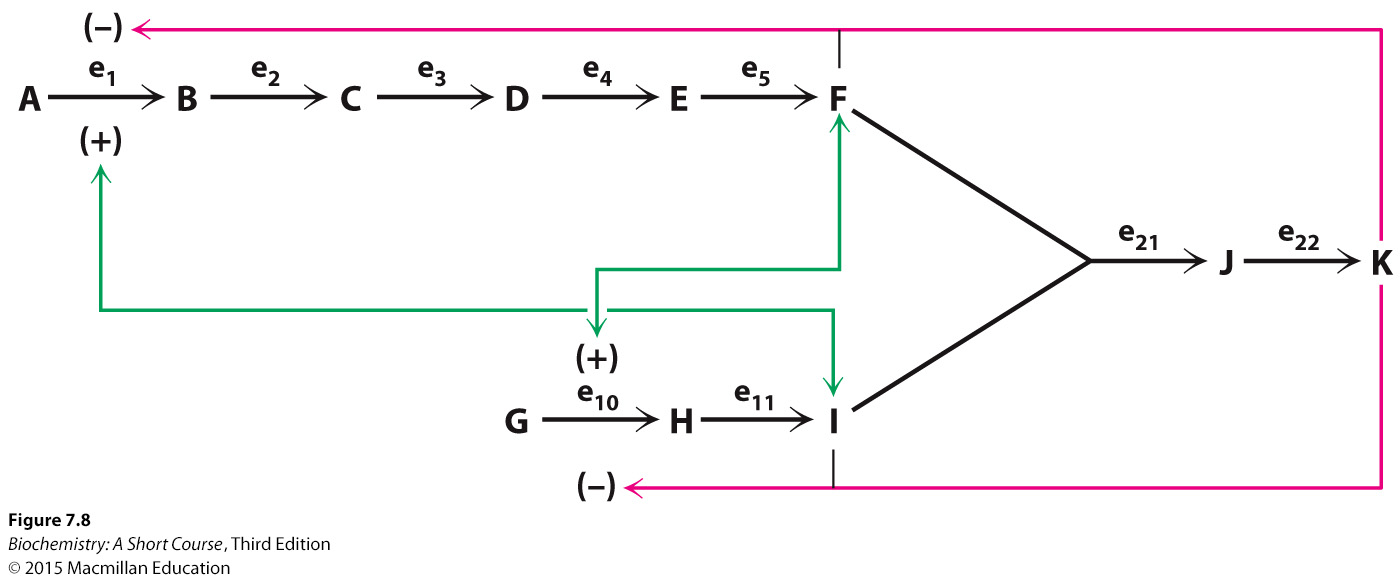 (–)
e1 e2 e3 e4 e5
A B C D E F
(+)
e21 e22
J K
(+)
e10 e11
G H I
(–)
Figure 7.8
Biochemistry: A Short Course, Third Edition
© 2015 Macmillan Education